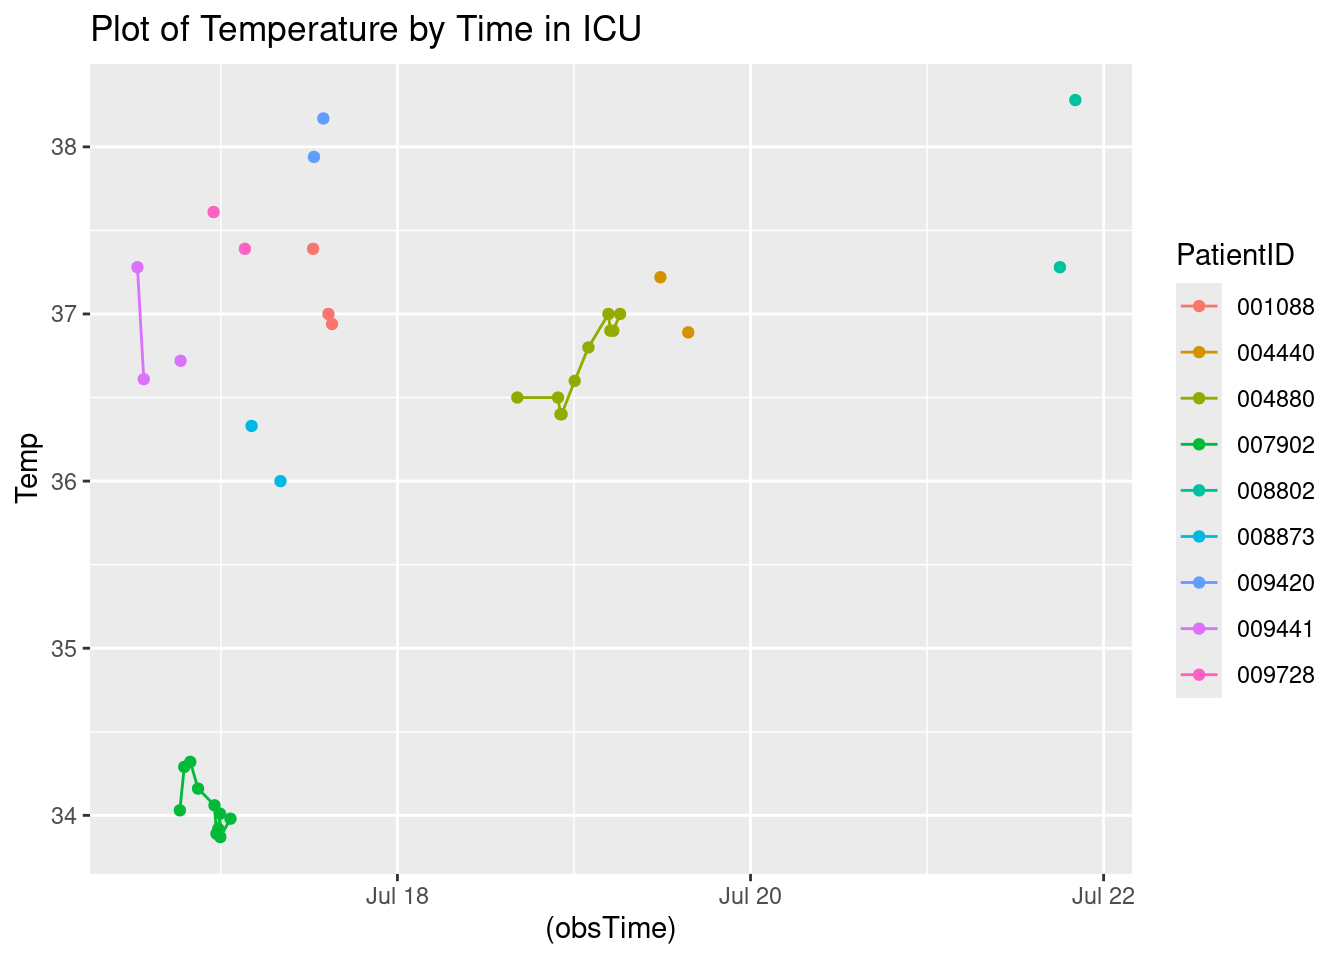 Plot of Temperature by Time in ICU
38
37
36
35
34
Temp
Jul 18
Jul 20
Jul 22
(obsTime)
PatientID
001088
004440
004880
007902
008802
008873
009420
009441
009728